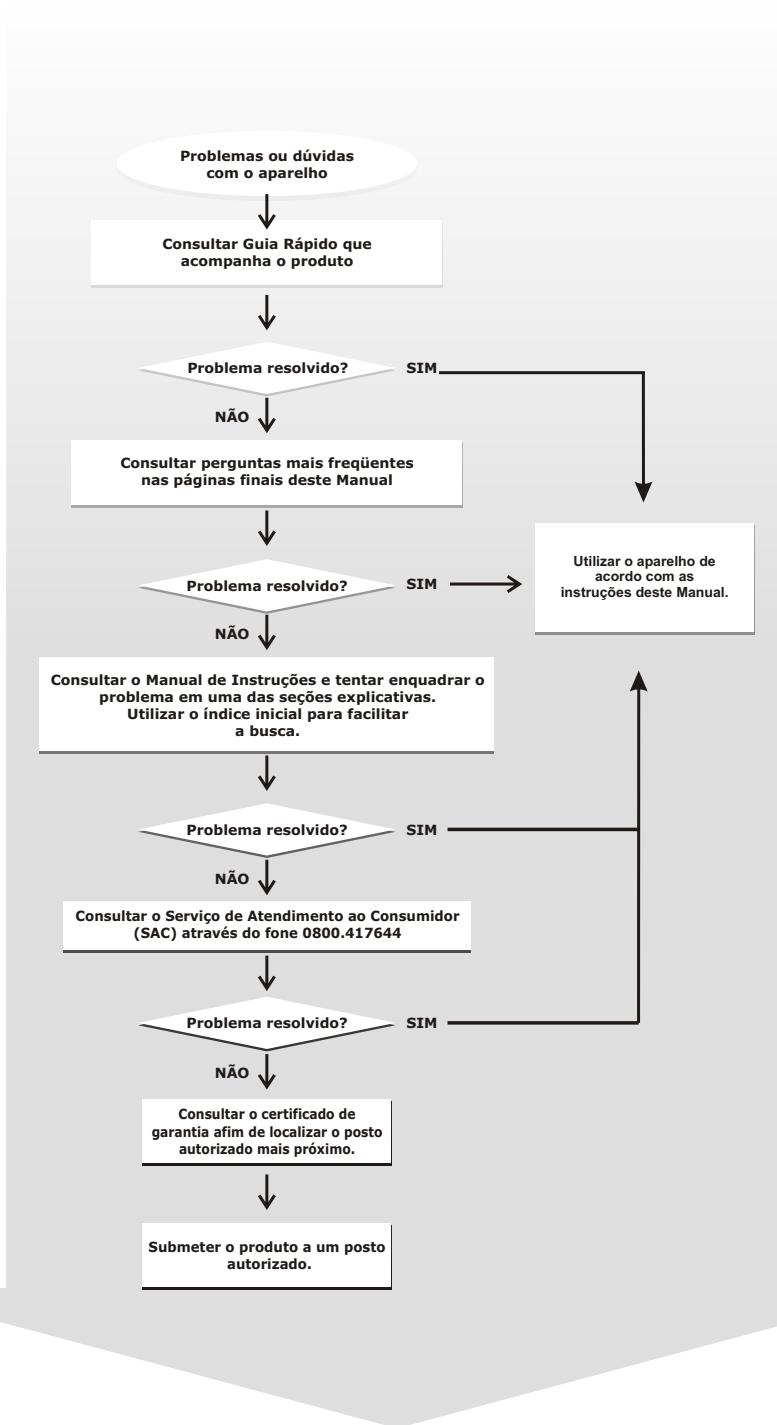 Problemas ou dúvidas
com o aparelho
Consultar Guia Rápido que
acompanha o produto
Problema resolvido?
SIM
NÃO
Consultar perguntas mais freqüentes
nas páginas finais deste Manual
Utilizar o aparelho de
acordo com as
instruções deste Manual.
Problema resolvido?
SIM
NÃO
Consultar o Manual de Instruções e tentar enquadrar o
problema em uma das seções explicativas.
Utilizar o índice inicial para facilitar
a busca.
Problema resolvido?
SIM
NÃO
Consultar o Serviço de Atendimento ao Consumidor
(SAC) através do fone 0800.417644
Problema resolvido?
SIM
NÃO
Consultar o certificado de
garantia afim de localizar o posto
autorizado mais próximo.
Submeter o produto a um posto
autorizado.